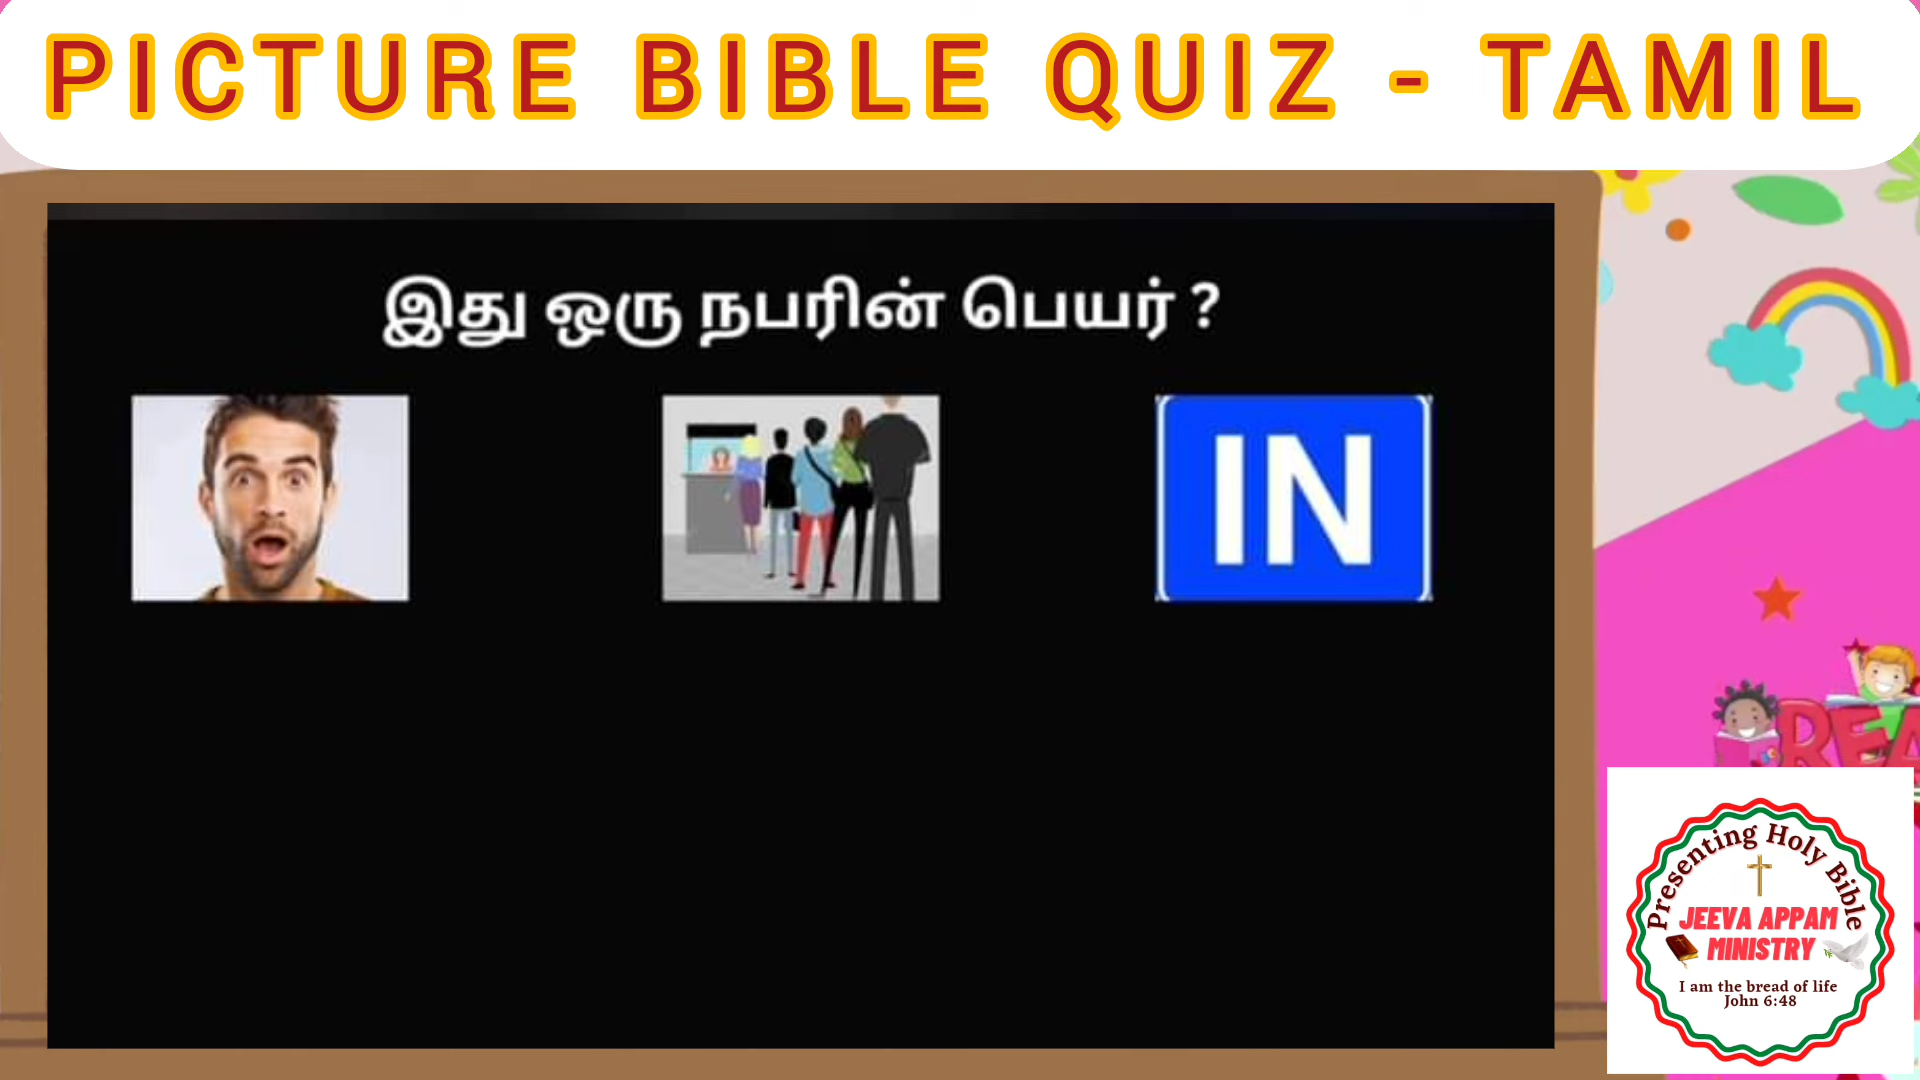 PICTURE BIBLE QUIZ - TAMIL
இது ஒரு நபரின் பெயர் ?
IN
Presenting Holy Bible
JEEVA APPAM
MINISTRY
I am the bread of life
John 6:48